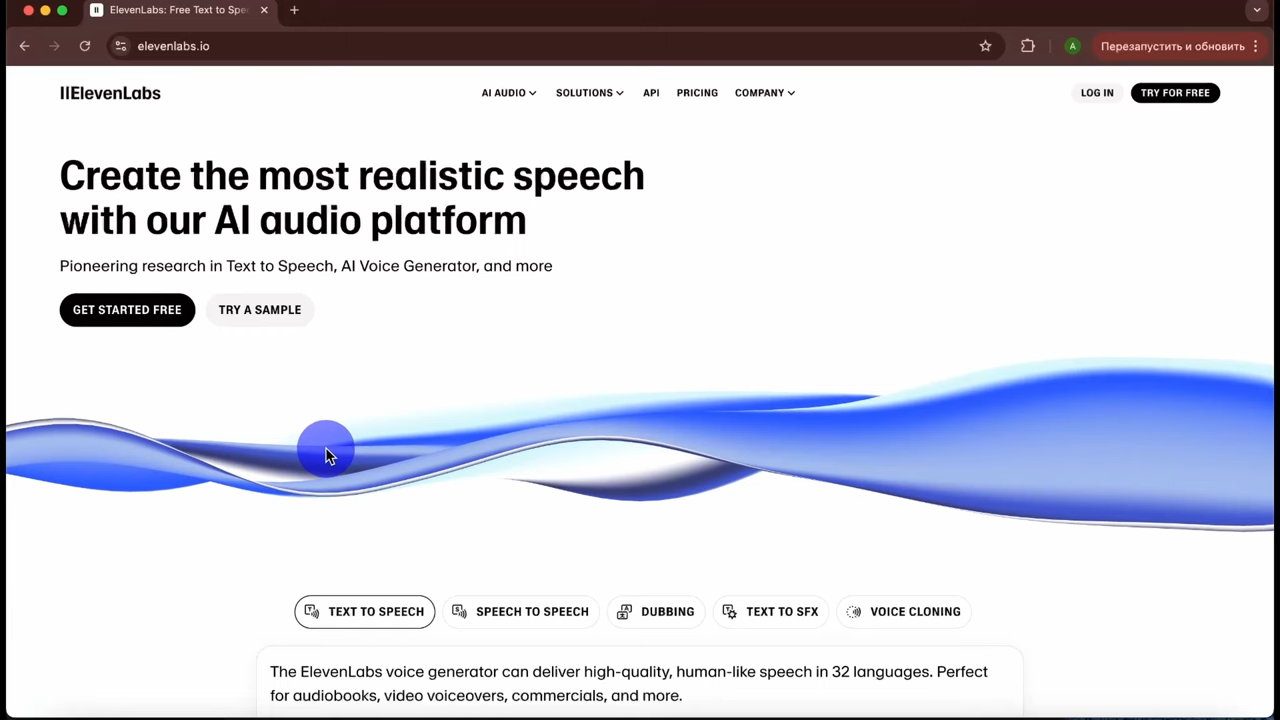 ElevenLabs: Free Text to Spe
elevenlabs.io
A
Перезапустить и обновить
IIElevenLabs
AI AUDIO
SOLUTIONS
API
PRICING
COMPANY
LOG IN
TRY FOR FREE
Create the most realistic speech
with our AI audio platform
Pioneering research in Text to Speech, AI Voice Generator, and more
GET STARTED FREE
TRY A SAMPLE
TEXT TO SPEECH
SPEECH TO SPEECH
DUBBING
TEXT TO SFX
VOICE CLONING
The ElevenLabs voice generator can deliver high-quality, human-like speech in 32 languages. Perfect
for audiobooks, video voiceovers, commercials, and more.